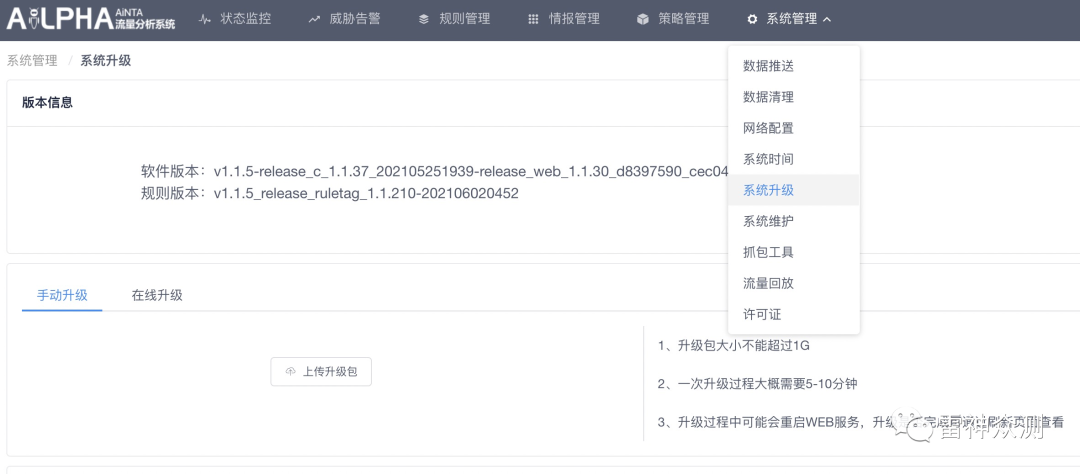 AiLPHA AiNTA 流量分析系统
状态监控 威胁告警 规则管理 情报管理 策略管理 系统管理
系统管理 / 系统升级
数据推送
数据清理
网络配置
系统时间
系统升级
系统维护
抓包工具
流量回放
许可证
版本信息
软件版本：v1.1.5-release_c_1.1.37_202105251939-release_web_1.1.30_d8397590_cec04
规则版本：v1.1.5_release_ruletag_1.1.210-202106020452
手动升级 在线升级
上传升级包
1、升级包大小不能超过1G
2、一次升级过程大概需要5-10分钟
3、升级过程中可能会重启WEB服务，升级 完成 页面查看
雷神众测